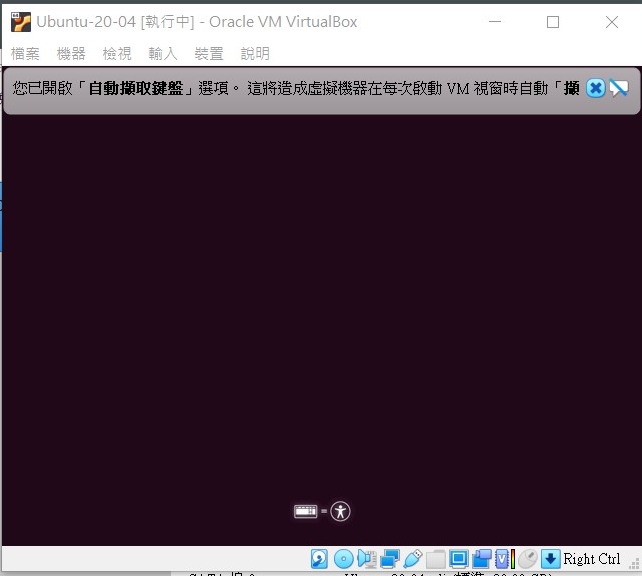 Ubuntu-20-04 [執行中] - Oracle VM VirtualBox
檔案 機器 檢視 輸入 裝置 說明
您已開啟「自動擷取鍵盤」選項。 這將造成虛擬機器在每次啟動 VM 視窗時自動「擷
Right Ctrl